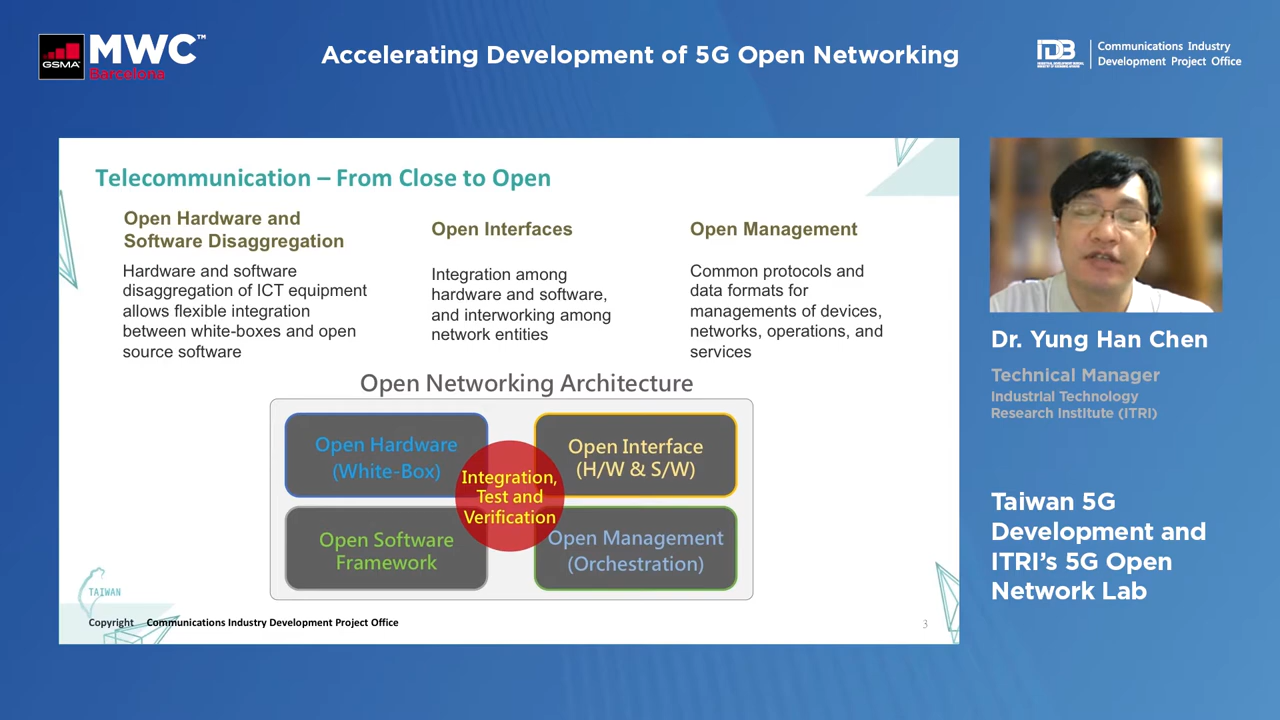 GSMA
MWC™
Barcelona
Accelerating Development of 5G Open Networking
IDB
Communications Industry
Development Project Office
Telecommunication – From Close to Open
Open Hardware and
Software Disaggregation
Hardware and software
disaggregation of ICT equipment
allows flexible integration
between white-boxes and open
source software
Open Interfaces
Integration among
hardware and software,
and interworking among
network entities
Open Management
Common protocols and
data formats for
managements of devices,
networks, operations, and
services
Open Networking Architecture
Open Hardware
(White-Box)
Open Interface
(H/W & S/W)
Integration,
Test and
Verification
Open Software
Framework
Open Management
(Orchestration)
TAIWAN
Copyright Communications Industry Development Project Office
3
Dr. Yung Han Chen
Technical Manager
Industrial Technology
Research Institute (ITRI)
Taiwan 5G
Development and
ITRI's 5G Open
Network Lab